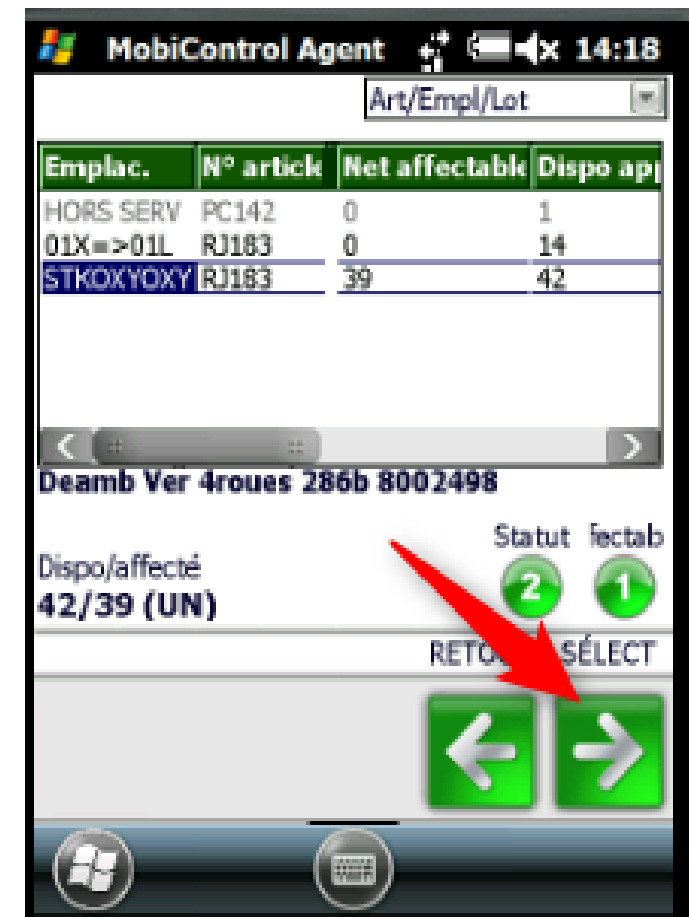 MobiControl Agent 14:18
Art/Empl/Lot
Emplac. N° article Net affectable Dispo app
HORS SERV PC142 0 1
01X=>01L RJ183 0 14
STKOXYOXY RJ183 39 42
Deamb Ver 4roues 286b 8002498
Statut fectab
Dispo/affecté 2 1
42/39 (UN)
SÉLECT